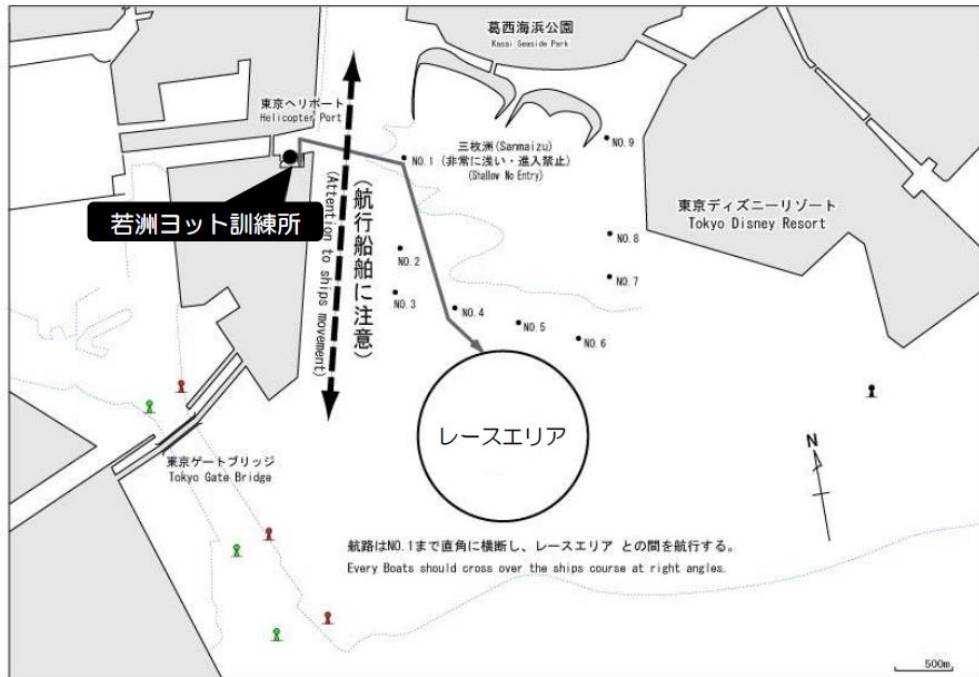 葛西海浜公園
Kasai Seaside Park
東京ヘリポート
Helicopter Port
NO.1
三枚洲(Sanmaizu)
(非常に浅い・進入禁止)
(Shallow No Entry)
NO.9
若洲ヨット訓練所
(航行船舶に注意)
(Attention to ships movement)
東京ディズニーリゾート
Tokyo Disney Resort
NO.2
NO.8
NO.3
NO.7
NO.4
NO.5
NO.6
レースエリア
N
東京ゲートブリッジ
Tokyo Gate Bridge
航路はNO.1まで直角に横断し、レースエリア との間を航行する。
Every Boats should cross over the ships course at right angles.
500m